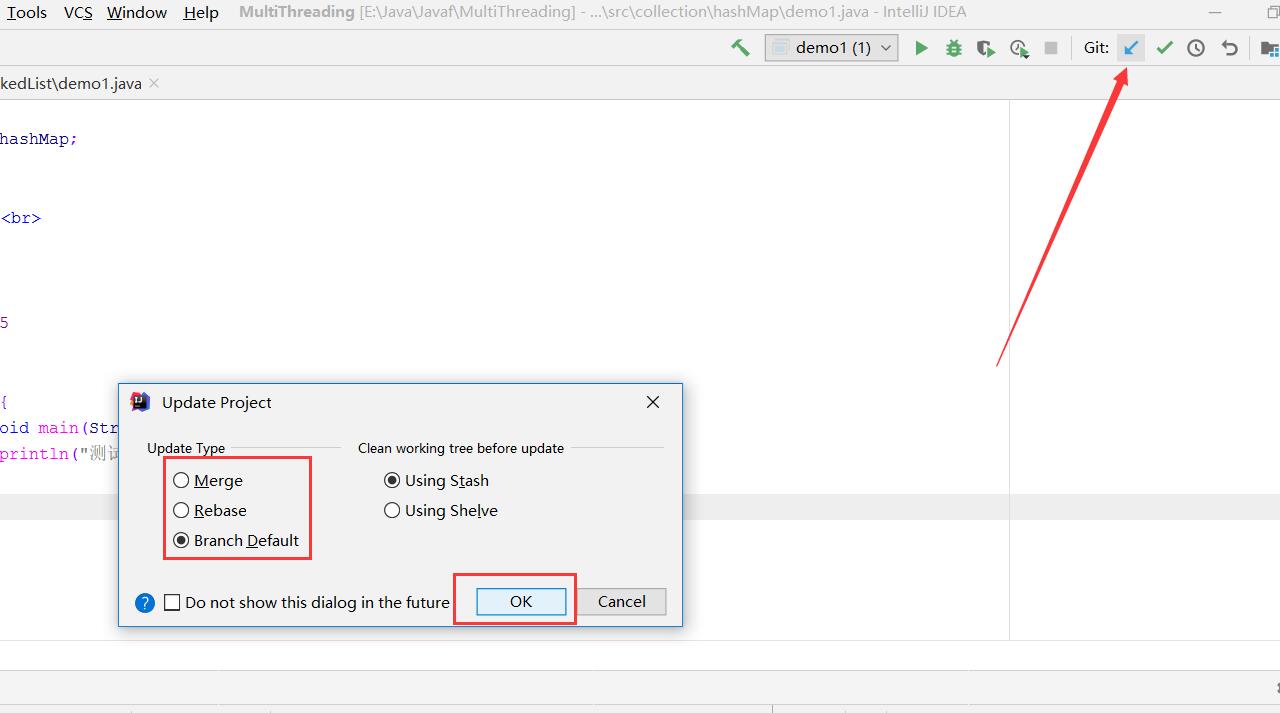 Tools VCS Window Help MultiThreading [E:\Java\Javaf\MultiThreading] - ...\src\collection\hashMap\demo1.java - IntelliJ IDEA
demo1 (1) Git:
kedList\demo1.java
hashMap;
<br>
5
{
oid main(Str
println("测试
Update Project
Update Type
Clean working tree before update
Merge
Using Stash
Rebase
Using Shelve
Branch Default
? Do not show this dialog in the future
OK
Cancel